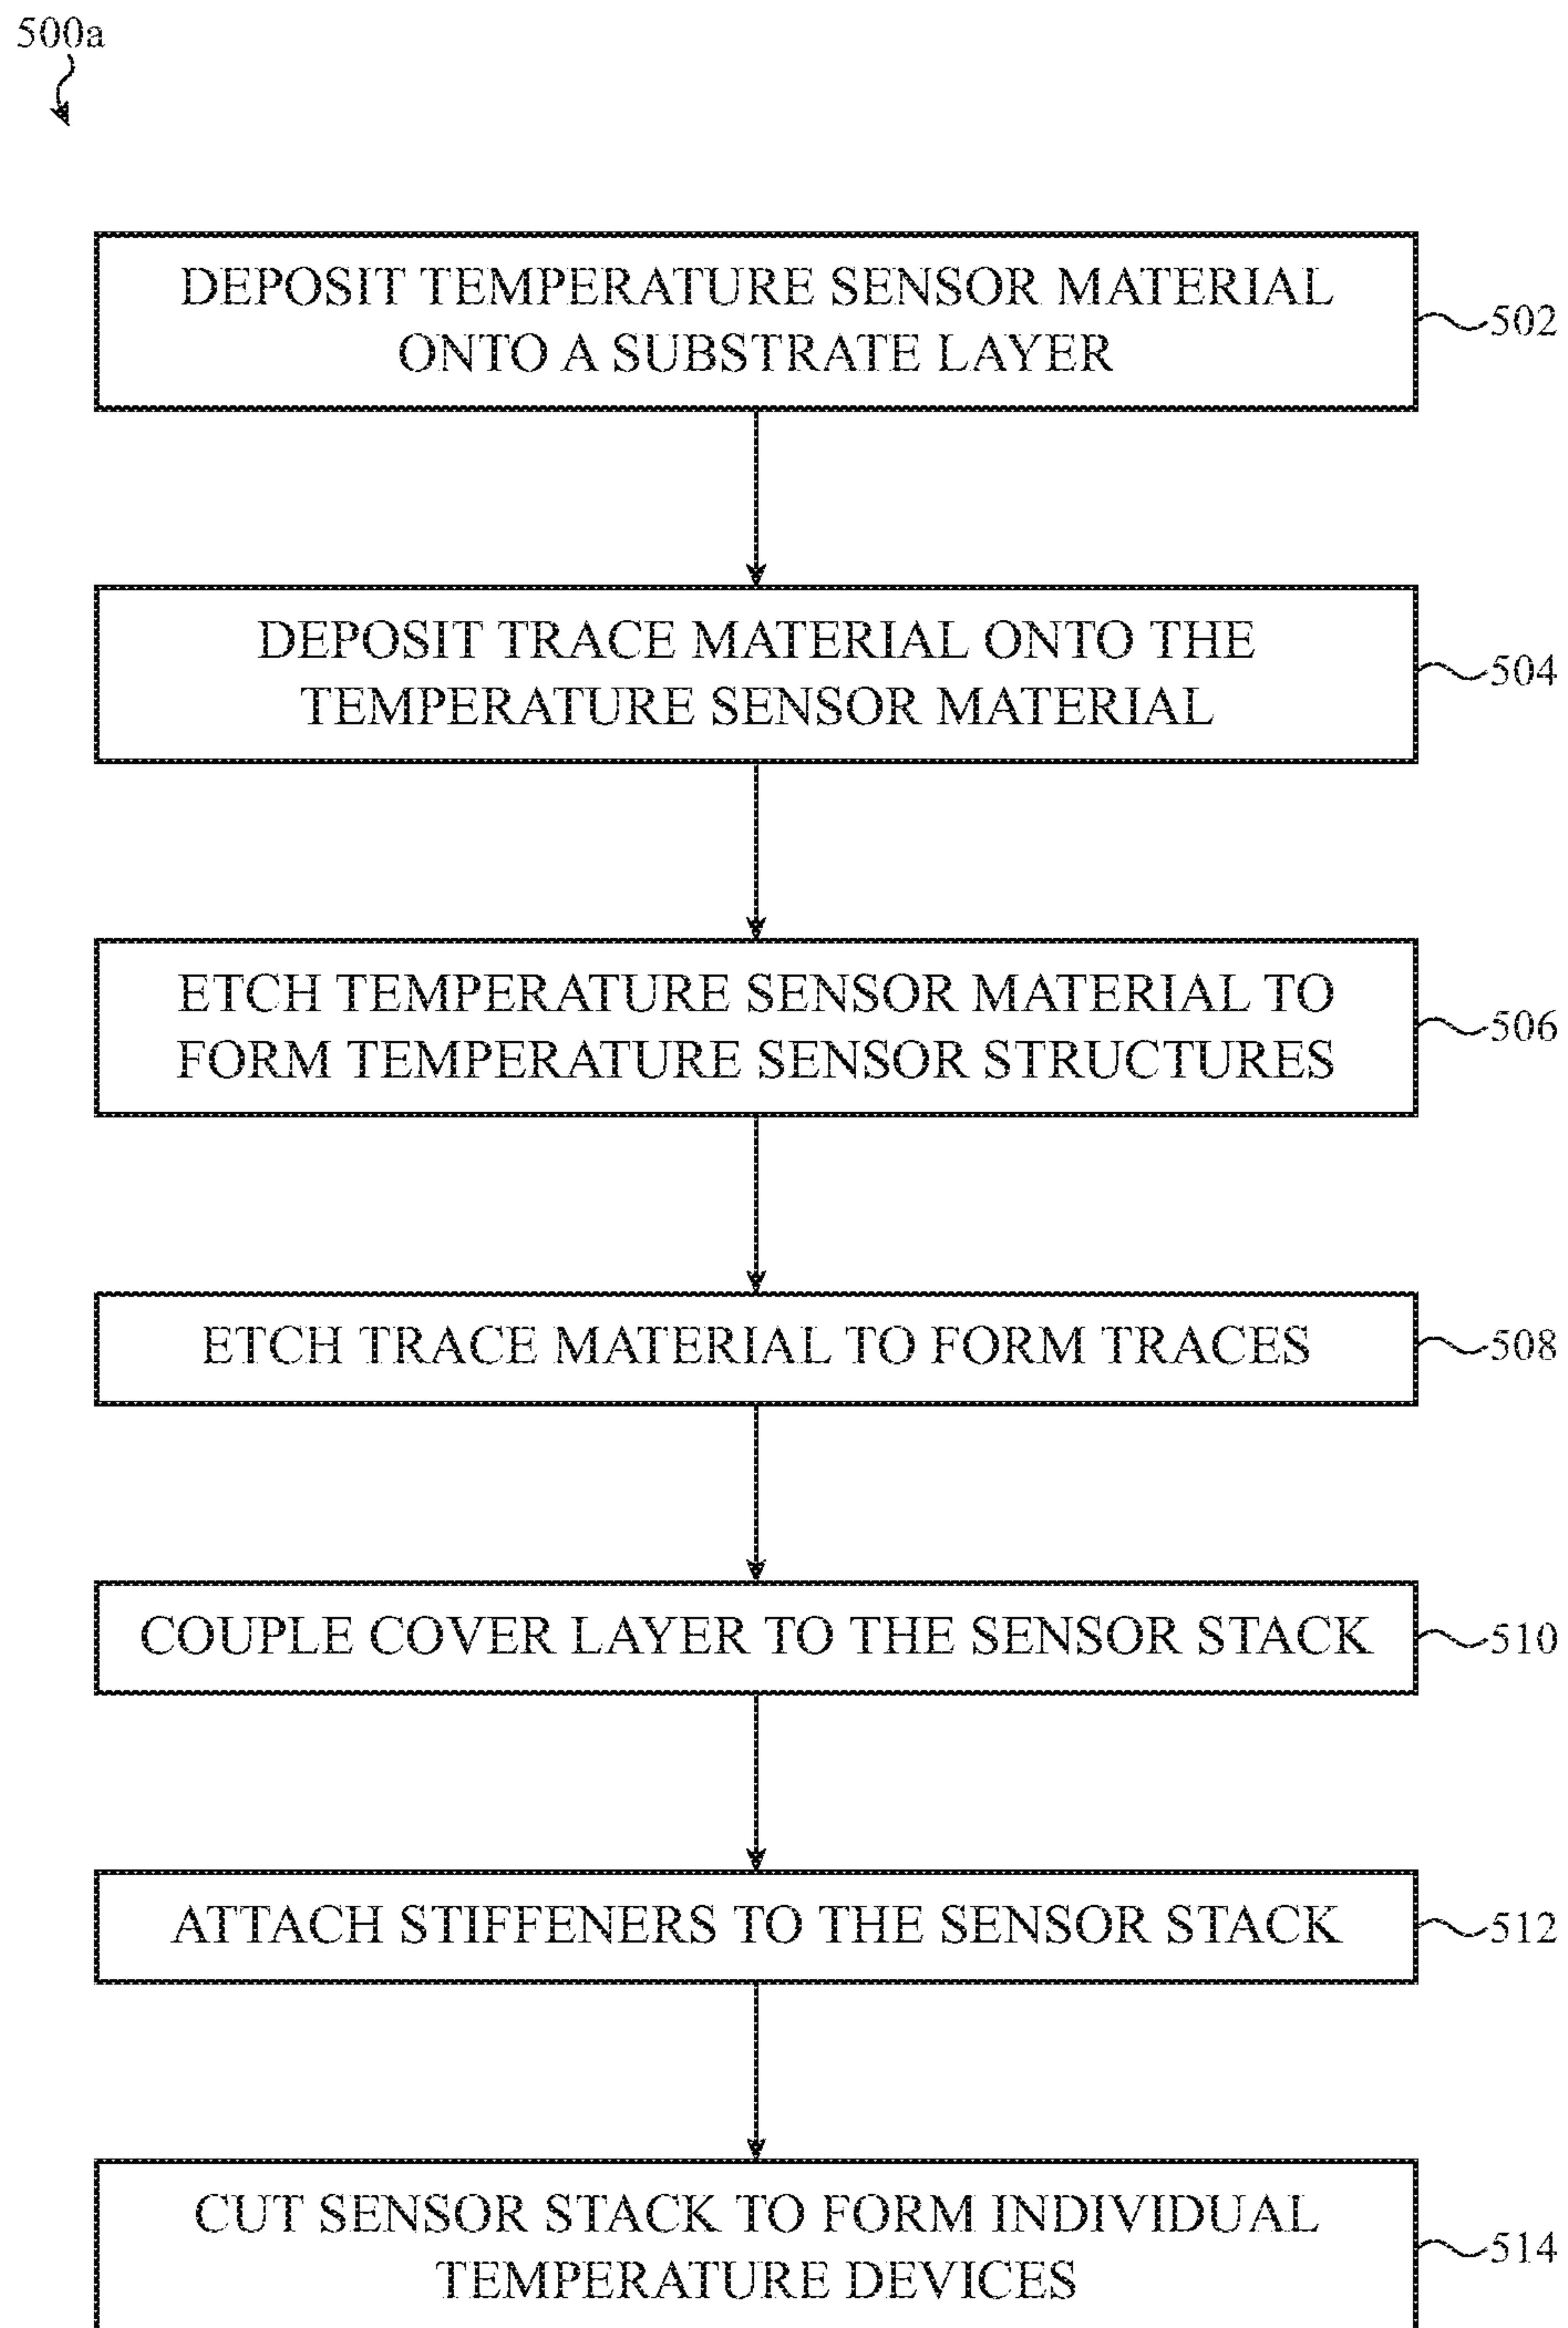 500a
DEPOSIT TEMPERATURE SENSOR MATERIAL
ONTO A SUBSTRATE LAYER
502
DEPOSIT TRACE MATERIAL ONTO THE
TEMPERATURE SENSOR MATERIAL
504
ETCH TEMPERATURE SENSOR MATERIAL TO
FORM TEMPERATURE SENSOR STRUCTURES
506
ETCH TRACE MATERIAL TO FORM TRACES
508
COUPLE COVER LAYER TO THE SENSOR STACK
510
ATTACH STIFFENERS TO THE SENSOR STACK
512
CUT SENSOR STACK TO FORM INDIVIDUAL
TEMPERATURE DEVICES
514